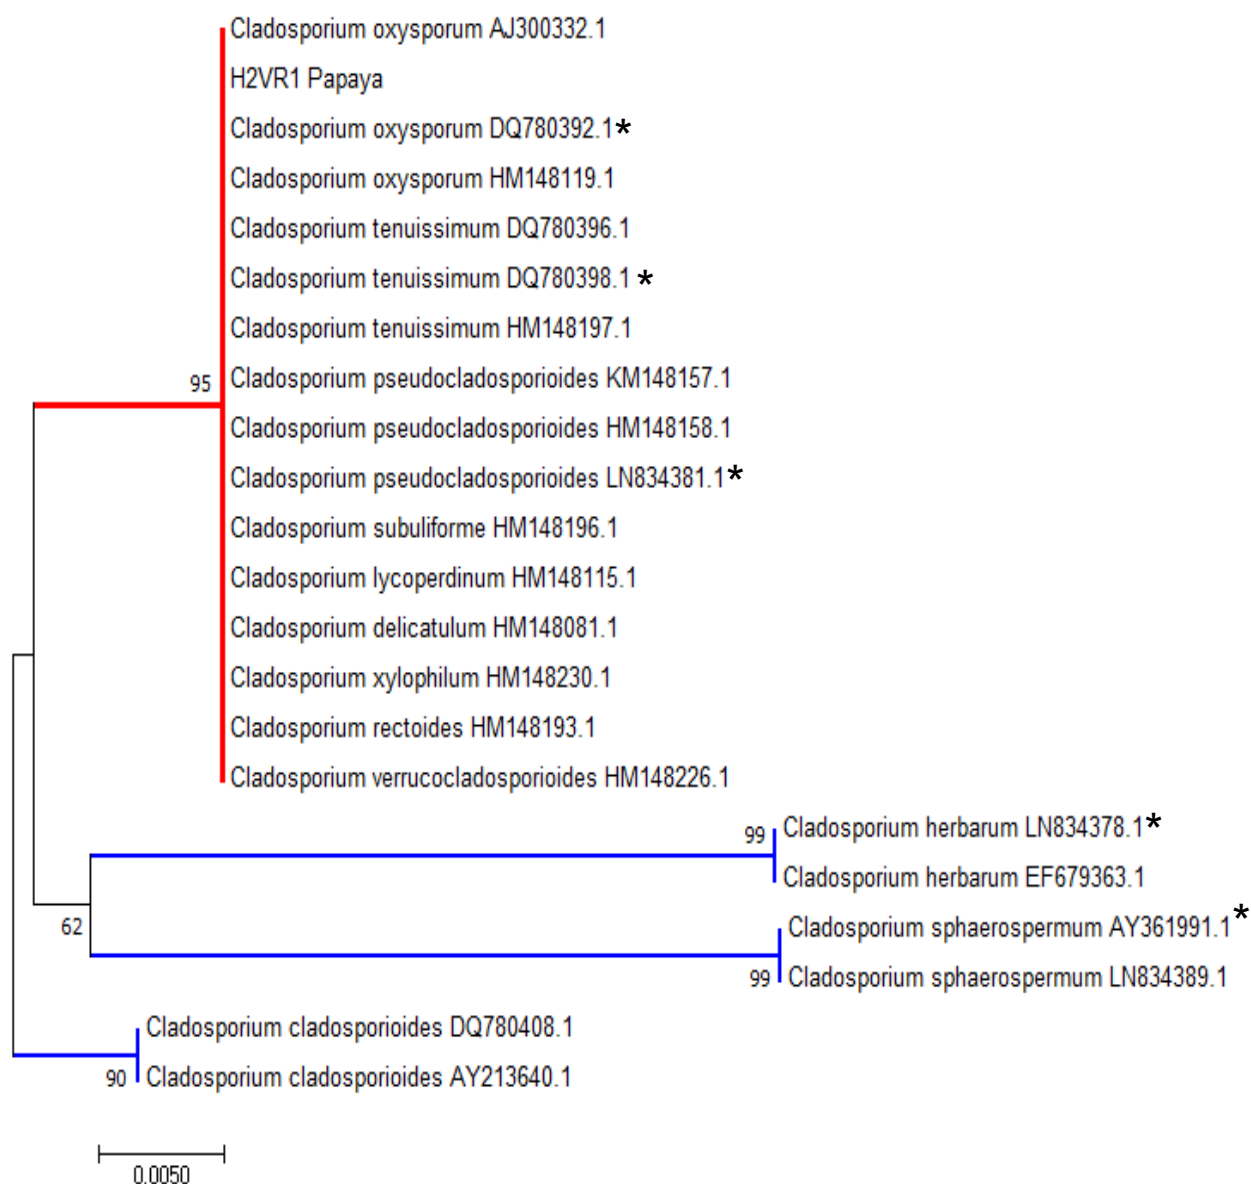 Cladosporium oxysporum AJ300332.1
H2VR1 Papaya
Cladosporium oxysporum DQ780392.1*
Cladosporium oxysporum HM148119.1
Cladosporium tenuissimum DQ780396.1
Cladosporium tenuissimum DQ780398.1 *
Cladosporium tenuissimum HM148197.1
95
Cladosporium pseudocladosporioides KM148157.1
Cladosporium pseudocladosporioides HM148158.1
Cladosporium pseudocladosporioides LN834381.1*
Cladosporium subuliforme HM148196.1
Cladosporium lycoperdinum HM148115.1
Cladosporium delicatulum HM148081.1
Cladosporium xylophilum HM148230.1
Cladosporium rectoides HM148193.1
Cladosporium verrucocladosporioides HM148226.1
99
Cladosporium herbarum LN834378.1*
Cladosporium herbarum EF679363.1
62
Cladosporium sphaerospermum AY361991.1*
99
Cladosporium sphaerospermum LN834389.1
Cladosporium cladosporioides DQ780408.1
90
Cladosporium cladosporioides AY213640.1
0.0050